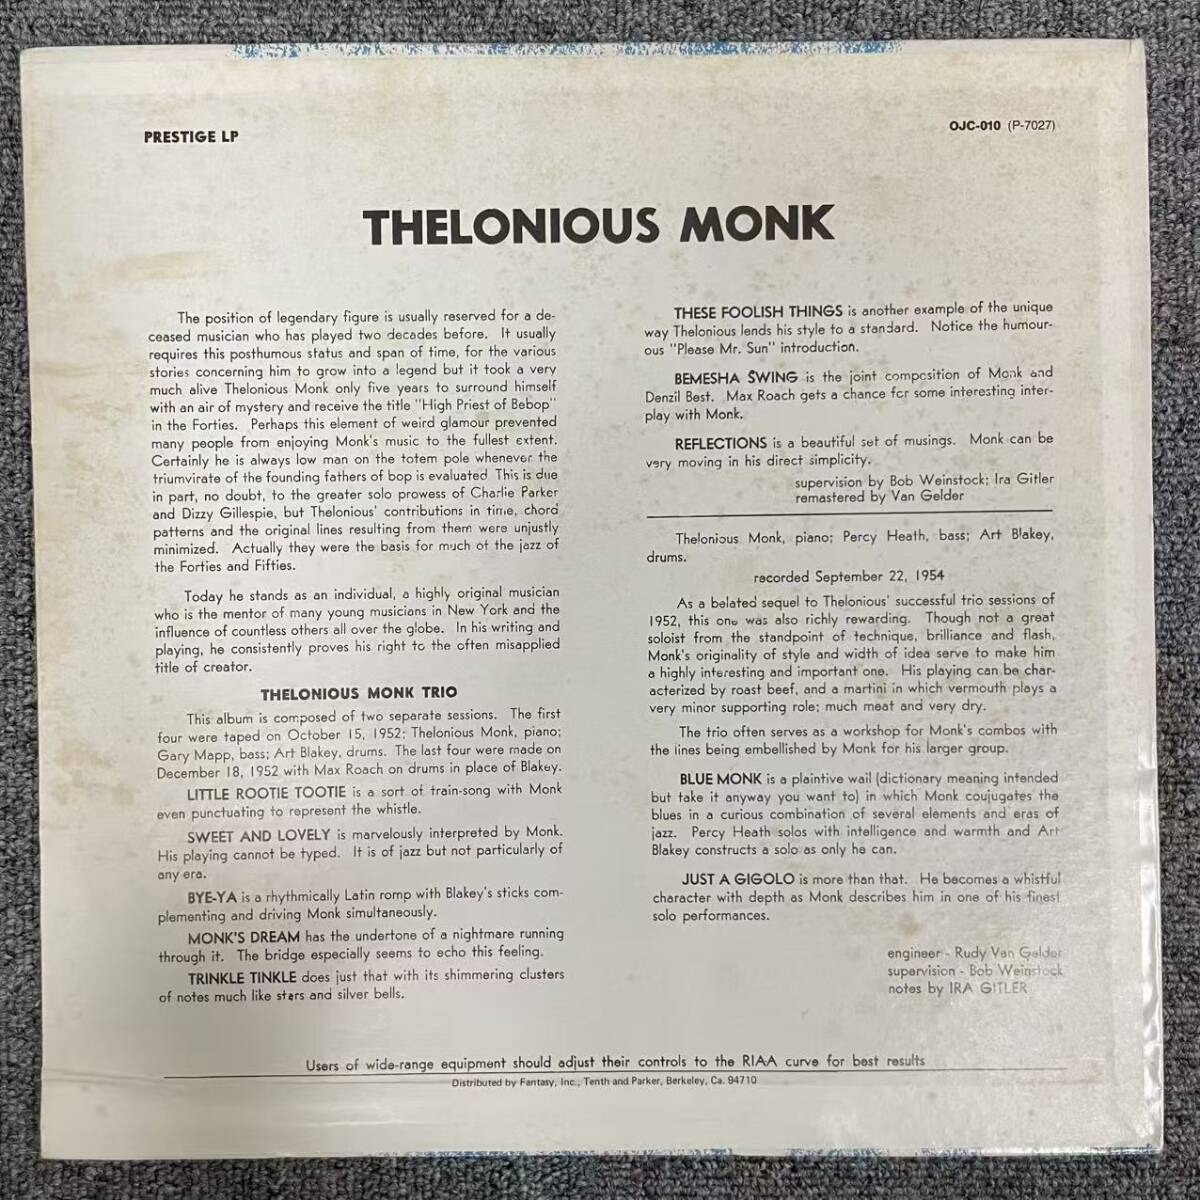 PRESTIGE LP
OJC-010 (P-7027)
THELONIOUS MONK
The position of legendary figure is usually reserved for a de-
ceased musician who has played two decades before. It usually
requires this posthumous status and span of time, for the various
stories concerning him to grow into a legend but it took a very
much alive Thelonious Monk only five years to surround himself
with an air of mystery and receive the title "High Priest of Bebop"
in the Forties. Perhaps this element of weird glamour prevented
many people from enjoying Monk's music to the fullest extent.
Certainly he is always low man on the totem pole whenever the
triumvirate of the founding fathers of bop is evaluated This is due
in part, no doubt, to the greater solo prowess of Charlie Parker
and Dizzy Gillespie, but Thelonious' contributions in time, chord
patterns and the original lines resulting from them were unjustly
minimized. Actually they were the basis for much of the jazz of
the Forties and Fifties.
Today he stands as an individual, a highly original musician
who is the mentor of many young musicians in New York and the
influence of countless others all over the globe. In his writing and
playing, he consistently proves his right to the often misapplied
title of creator.
THELONIOUS MONK TRIO
This album is composed of two separate sessions. The first
four were taped on October 15, 1952; Thelonious Monk, piano;
Gary Mapp, bass; Art Blakey, drums. The last four were made on
December 18, 1952 with Max Roach on drums in place of Blakey.
LITTLE ROOTIE TOOTIE is a sort of train-song with Monk
even punctuating to represent the whistle.
SWEET AND LOVELY is marvelously interpreted by Monk.
His playing cannot be typed. It is of jazz but not particularly of
any era.
BYE-YA is a rhythmically Latin romp with Blakey's sticks com-
plementing and driving Monk simultaneously.
MONK'S DREAM has the undertone of a nightmare running
through it. The bridge especially seems to echo this feeling.
TRINKLE TINKLE does just that with its shimmering clusters
of notes much like stars and silver bells.
THESE FOOLISH THINGS is another example of the unique
way Thelonious lends his style to a standard. Notice the humour-
ous "Please Mr. Sun" introduction.
BEMESHA SWING is the joint composition of Monk and
Denzil Best. Max Roach gets a chance for some interesting inter-
play with Monk.
REFLECTIONS is a beautiful set of musings. Monk can be
very moving in his direct simplicity.
supervision by Bob Weinstock; Ira Gitler
remastered by Van Gelder
Thelonious Monk, piano; Percy Heath, bass; Art Blakey,
drums.
recorded September 22, 1954
As a belated sequel to Thelonious' successful trio sessions of
1952, this one was also richly rewarding. Though not a great
soloist from the standpoint of technique, brilliance and flash,
Monk's originality of style and width of idea serve to make him
a highly interesting and important one. His playing can be char-
acterized by roast beef, and a martini in which vermouth plays a
very minor supporting role; much meat and very dry.
The trio often serves as a workshop for Monk's combos with
the lines being embellished by Monk for his larger group.
BLUE MONK is a plaintive wail (dictionary meaning intended
but take it anyway you want to) in which Monk coujugates the
blues in a curious combination of several elements and eras of
jazz. Percy Heath solos with intelligence and warmth and Art
Blakey constructs a solo as only he can.
JUST A GIGOLO is more than that. He becomes a whistful
character with depth as Monk describes him in one of his finest
solo performances.
engineer - Rudy Van Gelder
supervision - Bob Weinstock
notes by IRA GITLER
Users of wide-range equipment should adjust their controls to the RIAA curve for best results
Distributed by Fantasy, Inc., Tenth and Parker, Berkeley, Ca. 94710